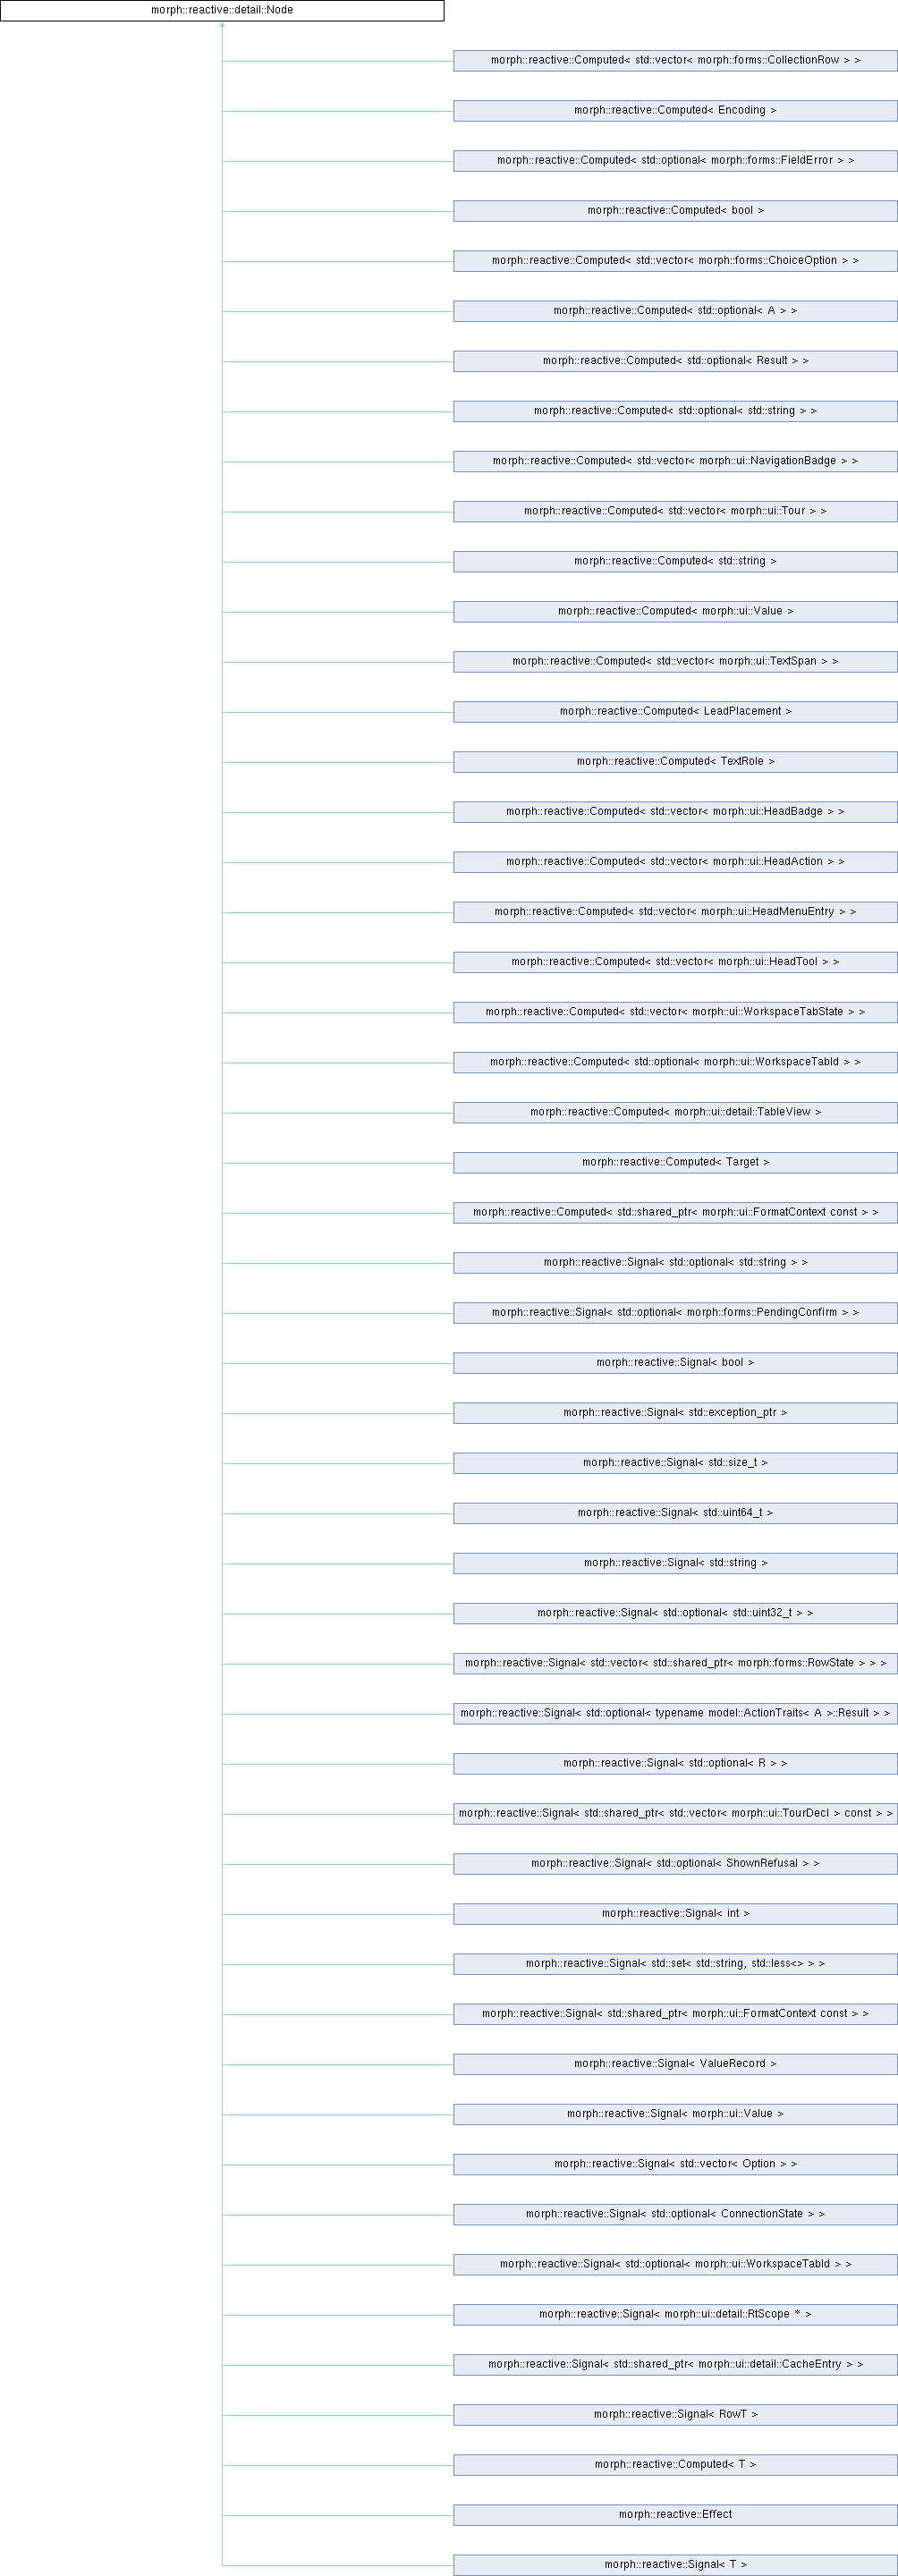 morph::reactive::detail::Node
morph::reactive::Computed< std::vector< morph::forms::CollectionRow > >
morph::reactive::Computed< Encoding >
morph::reactive::Computed< std::optional< morph::forms::FieldError > >
morph::reactive::Computed< bool >
morph::reactive::Computed< std::vector< morph::forms::ChoiceOption > >
morph::reactive::Computed< std::optional< A > >
morph::reactive::Computed< std::optional< Result > >
morph::reactive::Computed< std::optional< std::string > >
morph::reactive::Computed< std::vector< morph::ui::NavigationBadge > >
morph::reactive::Computed< std::vector< morph::ui::Tour > >
morph::reactive::Computed< std::string >
morph::reactive::Computed< morph::ui::Value >
morph::reactive::Computed< std::vector< morph::ui::TextSpan > >
morph::reactive::Computed< LeadPlacement >
morph::reactive::Computed< TextRole >
morph::reactive::Computed< std::vector< morph::ui::HeadBadge > >
morph::reactive::Computed< std::vector< morph::ui::HeadAction > >
morph::reactive::Computed< std::vector< morph::ui::HeadMenuEntry > >
morph::reactive::Computed< std::vector< morph::ui::HeadTool > >
morph::reactive::Computed< std::vector< morph::ui::WorkspaceTabState > >
morph::reactive::Computed< std::optional< morph::ui::WorkspaceTabId > >
morph::reactive::Computed< morph::ui::detail::TableView >
morph::reactive::Computed< Target >
morph::reactive::Computed< std::shared_ptr< morph::ui::FormatContext const > >
morph::reactive::Signal< std::optional< std::string > >
morph::reactive::Signal< std::optional< morph::forms::PendingConfirm > >
morph::reactive::Signal< bool >
morph::reactive::Signal< std::exception_ptr >
morph::reactive::Signal< std::size_t >
morph::reactive::Signal< std::uint64_t >
morph::reactive::Signal< std::string >
morph::reactive::Signal< std::optional< std::uint32_t > >
morph::reactive::Signal< std::vector< std::shared_ptr< morph::forms::RowState > > >
morph::reactive::Signal< std::optional< typename model::ActionTraits< A >::Result > >
morph::reactive::Signal< std::optional< R > >
morph::reactive::Signal< std::shared_ptr< std::vector< morph::ui::TourDecl > const > >
morph::reactive::Signal< std::optional< ShownRefusal > >
morph::reactive::Signal< int >
morph::reactive::Signal< std::set< std::string, std::less<> > >
morph::reactive::Signal< std::shared_ptr< morph::ui::FormatContext const > >
morph::reactive::Signal< ValueRecord >
morph::reactive::Signal< morph::ui::Value >
morph::reactive::Signal< std::vector< Option > >
morph::reactive::Signal< std::optional< ConnectionState > >
morph::reactive::Signal< std::optional< morph::ui::WorkspaceTabId > >
morph::reactive::Signal< morph::ui::detail::RtScope * >
morph::reactive::Signal< std::shared_ptr< morph::ui::detail::CacheEntry > >
morph::reactive::Signal< RowT >
morph::reactive::Computed< T >
morph::reactive::Effect
morph::reactive::Signal< T >